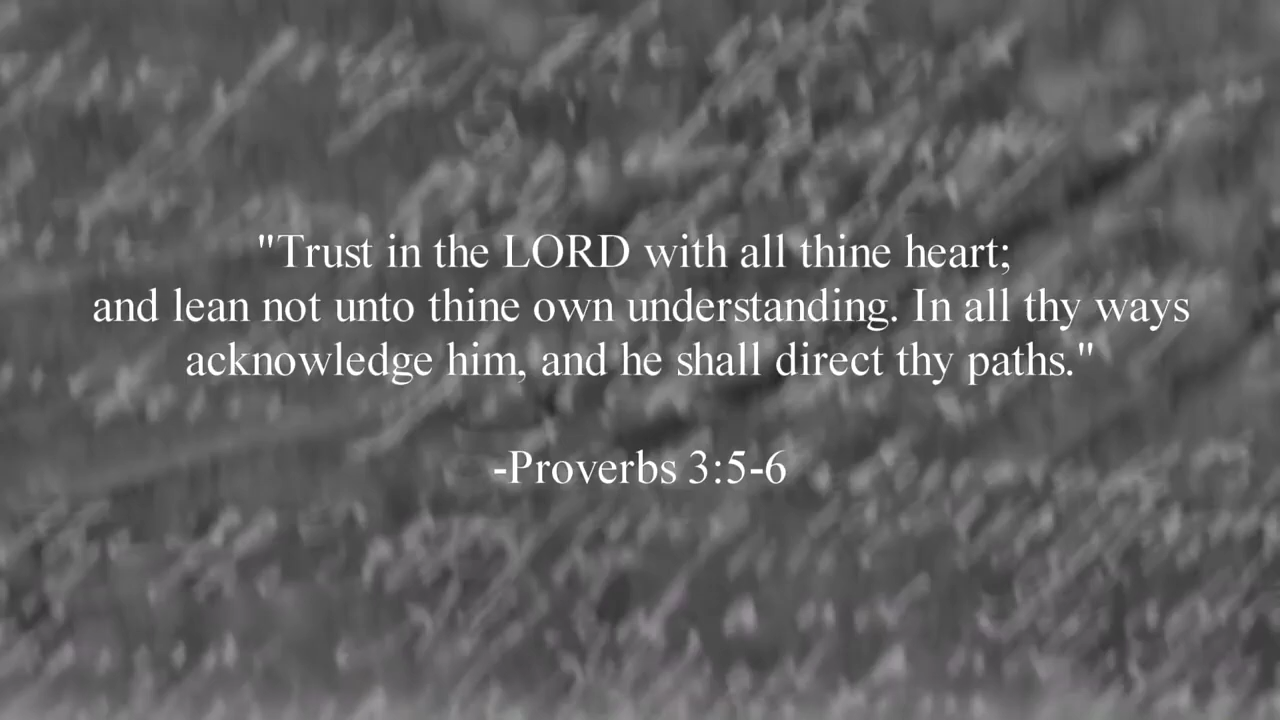 "Trust in the LORD with all thine heart;
and lean not unto thine own understanding. In all thy ways
acknowledge him, and he shall direct thy paths."
-Proverbs 3:5-6